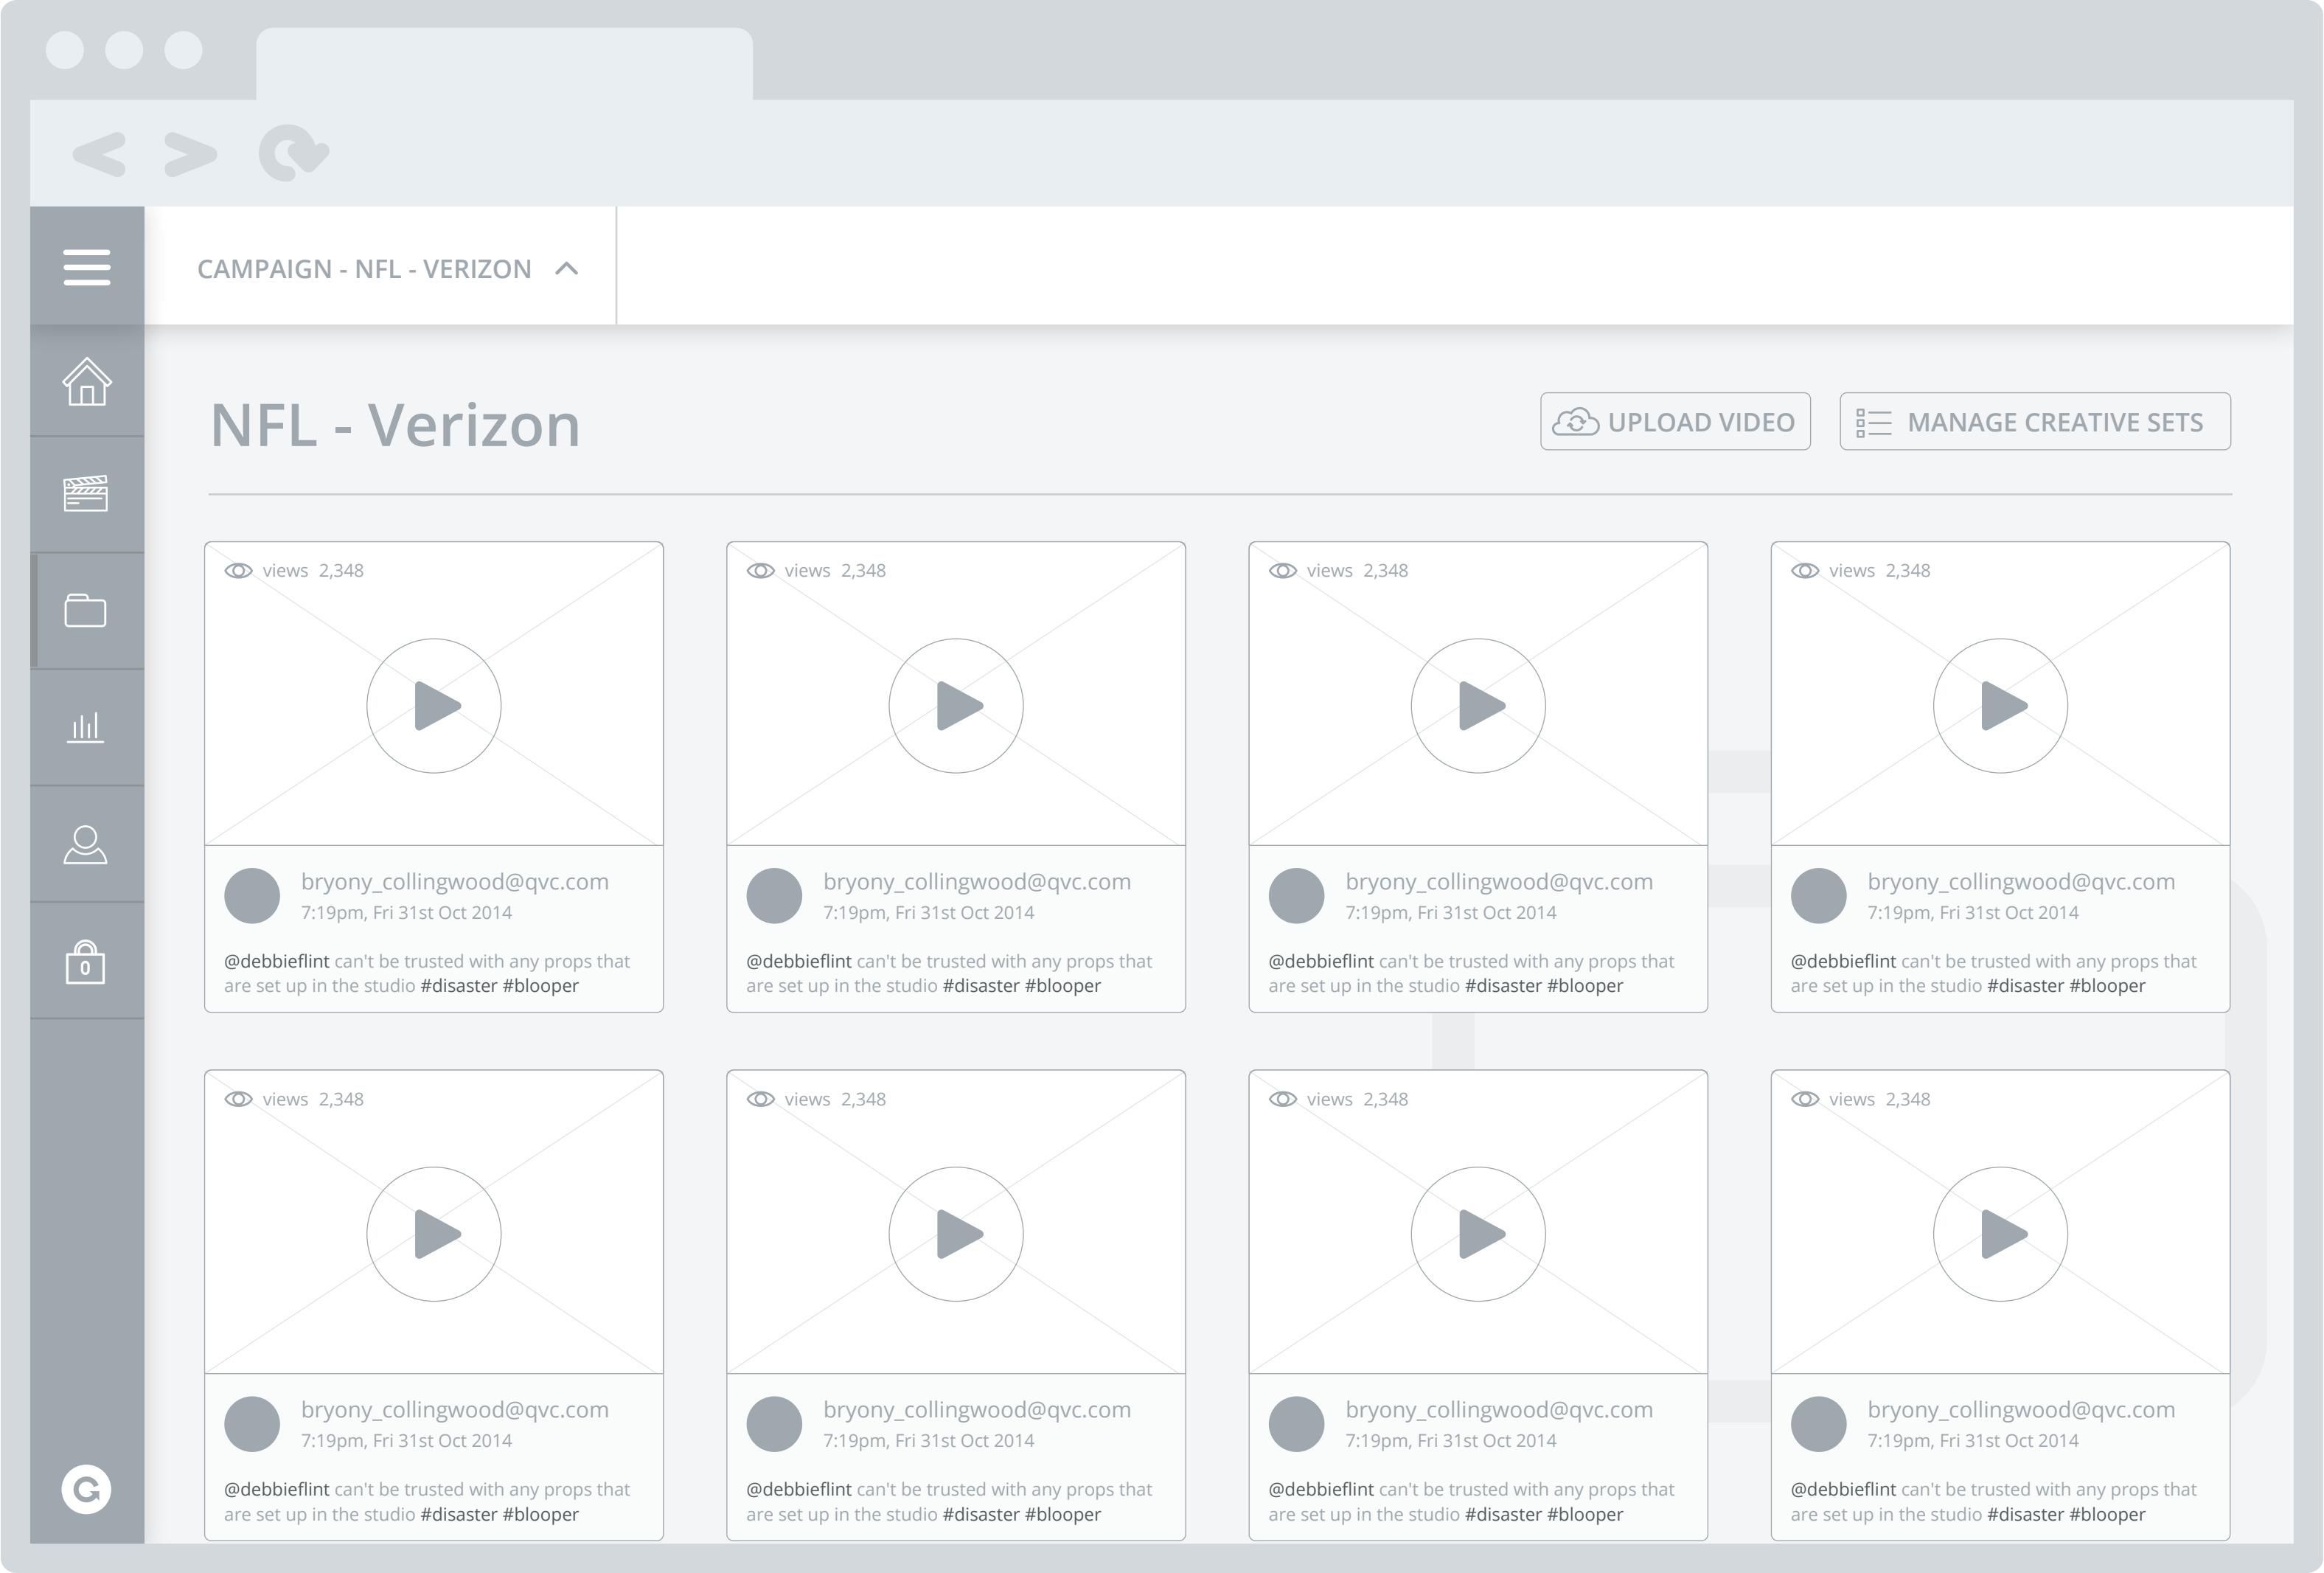 CAMPAIGN - NFL - VERIZON
NFL - Verizon
UPLOAD VIDEO
MANAGE CREATIVE SETS
views 2,348
views 2,348
views 2,348
views 2,348
bryony_collingwood@qvc.com
7:19pm, Fri 31st Oct 2014
@debbieflint can't be trusted with any props that
are set up in the studio #disaster #blooper
bryony_collingwood@qvc.com
7:19pm, Fri 31st Oct 2014
@debbieflint can't be trusted with any props that
are set up in the studio #disaster #blooper
bryony_collingwood@qvc.com
7:19pm, Fri 31st Oct 2014
@debbieflint can't be trusted with any props that
are set up in the studio #disaster #blooper
bryony_collingwood@qvc.com
7:19pm, Fri 31st Oct 2014
@debbieflint can't be trusted with any props that
are set up in the studio #disaster #blooper
views 2,348
views 2,348
views 2,348
views 2,348
bryony_collingwood@qvc.com
7:19pm, Fri 31st Oct 2014
@debbieflint can't be trusted with any props that
are set up in the studio #disaster #blooper
bryony_collingwood@qvc.com
7:19pm, Fri 31st Oct 2014
@debbieflint can't be trusted with any props that
are set up in the studio #disaster #blooper
bryony_collingwood@qvc.com
7:19pm, Fri 31st Oct 2014
@debbieflint can't be trusted with any props that
are set up in the studio #disaster #blooper
bryony_collingwood@qvc.com
7:19pm, Fri 31st Oct 2014
@debbieflint can't be trusted with any props that
are set up in the studio #disaster #blooper